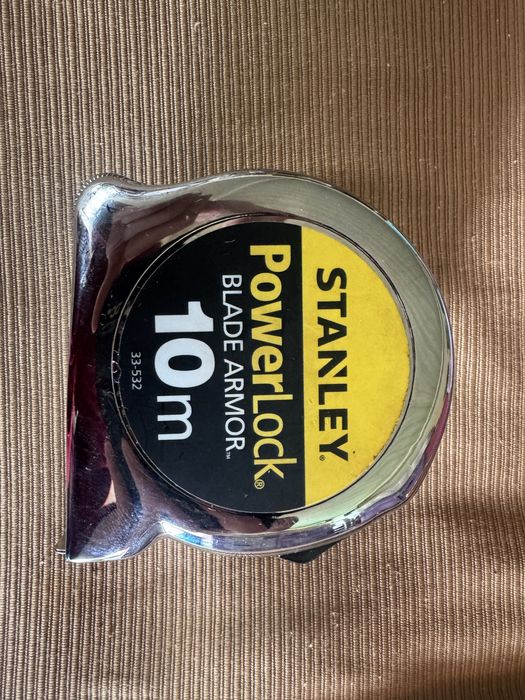 STANLEY®
PowerLock®
BLADE ARMOR™
10m
33-532